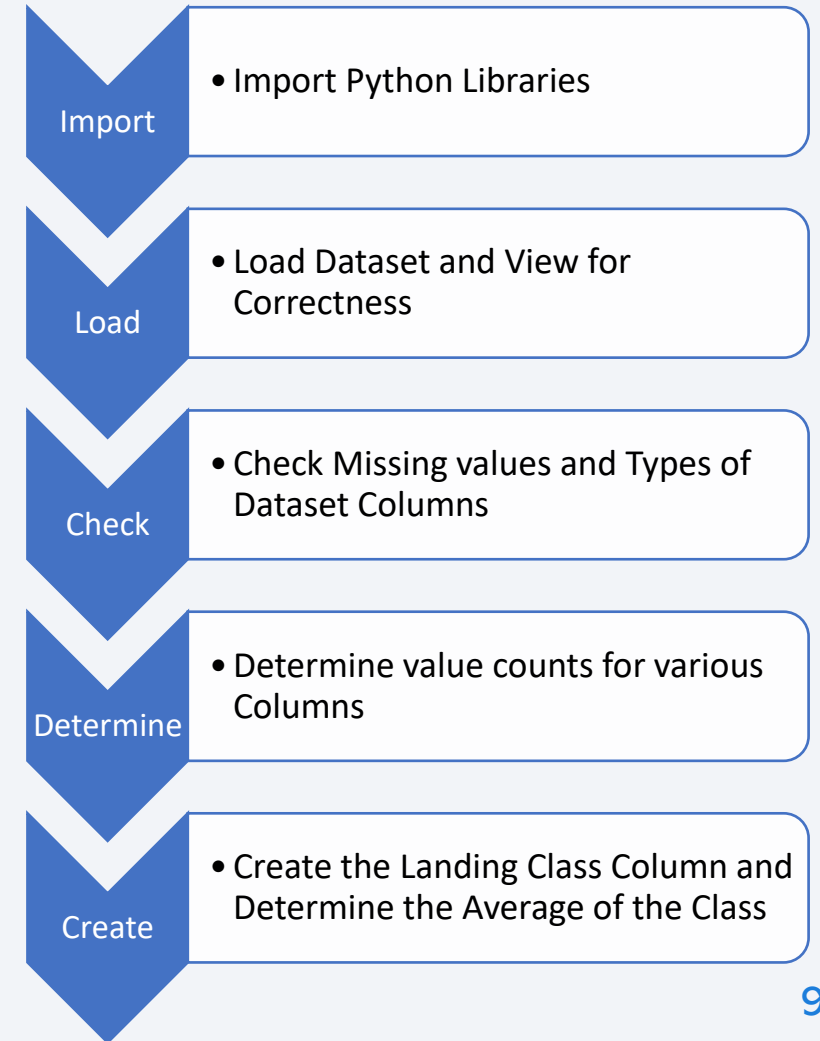 Import
• Import Python Libraries
Load
• Load Dataset and View for
Correctness
Check
• Check Missing values and Types of
Dataset Columns
Determine
• Determine value counts for various
Columns
Create
• Create the Landing Class Column and
Determine the Average of the Class
9